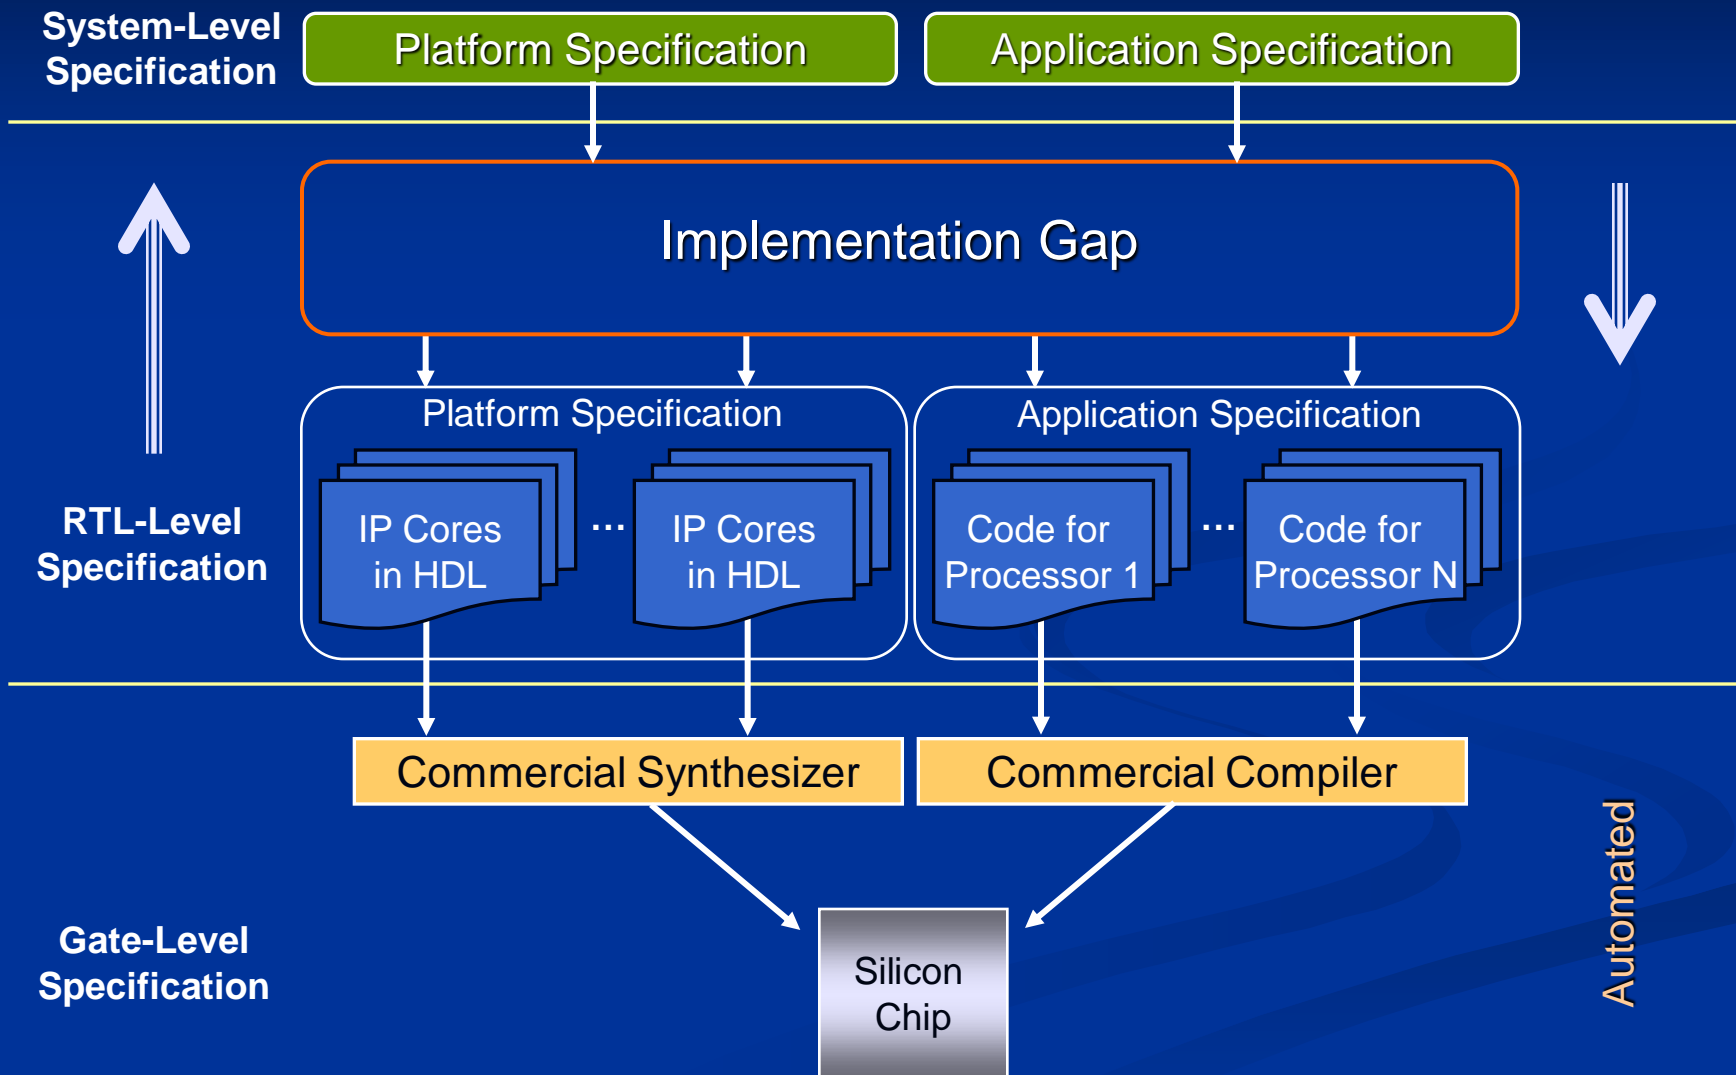 System-Level
Specification
Platform Specification
Application Specification
Implementation Gap
Platform Specification
Application Specification
RTL-Level
Specification
IP Cores
in HDL
...
IP Cores
in HDL
Code for
Processor 1
...
Code for
Processor N
Commercial Synthesizer
Commercial Compiler
Automated
Gate-Level
Specification
Silicon
Chip